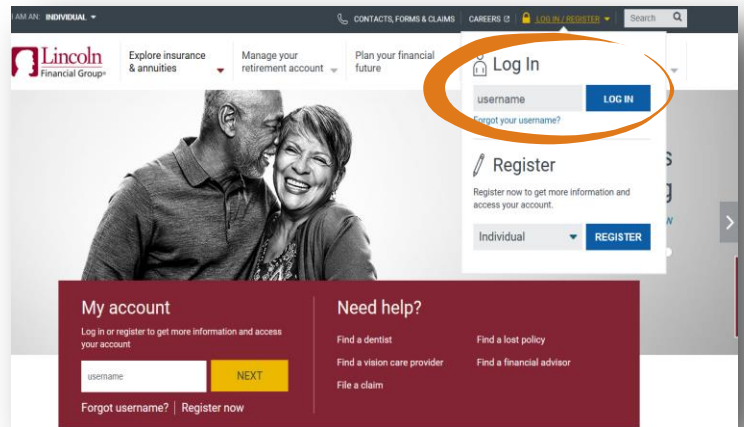 I AM AN: INDIVIDUAL
CONTACTS, FORMS & CLAIMS
CAREERS
LOG IN / REGISTER
Search
Lincoln
Financial Group®
Explore insurance
& annuities
Manage your
retirement account
Plan your financial
future
Log In
username
LOG IN
Forgot your username?
Register
Register now to get more information and
access your account.
Individual
REGISTER
My account
Log in or register to get more information and access
your account
username
NEXT
Forgot username? | Register now
Need help?
Find a dentist
Find a lost policy
Find a vision care provider
Find a financial advisor
File a claim